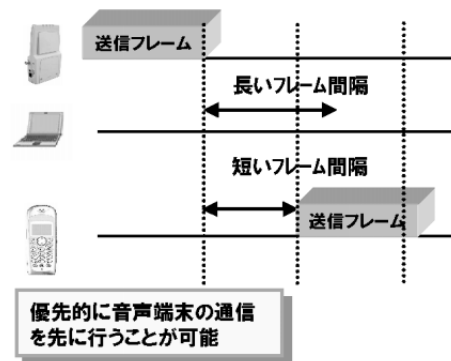 送信フレーム
長いフレーム間隔
短いフレーム間隔
送信フレーム
優先的に音声端末の通信
を先に行うことが可能